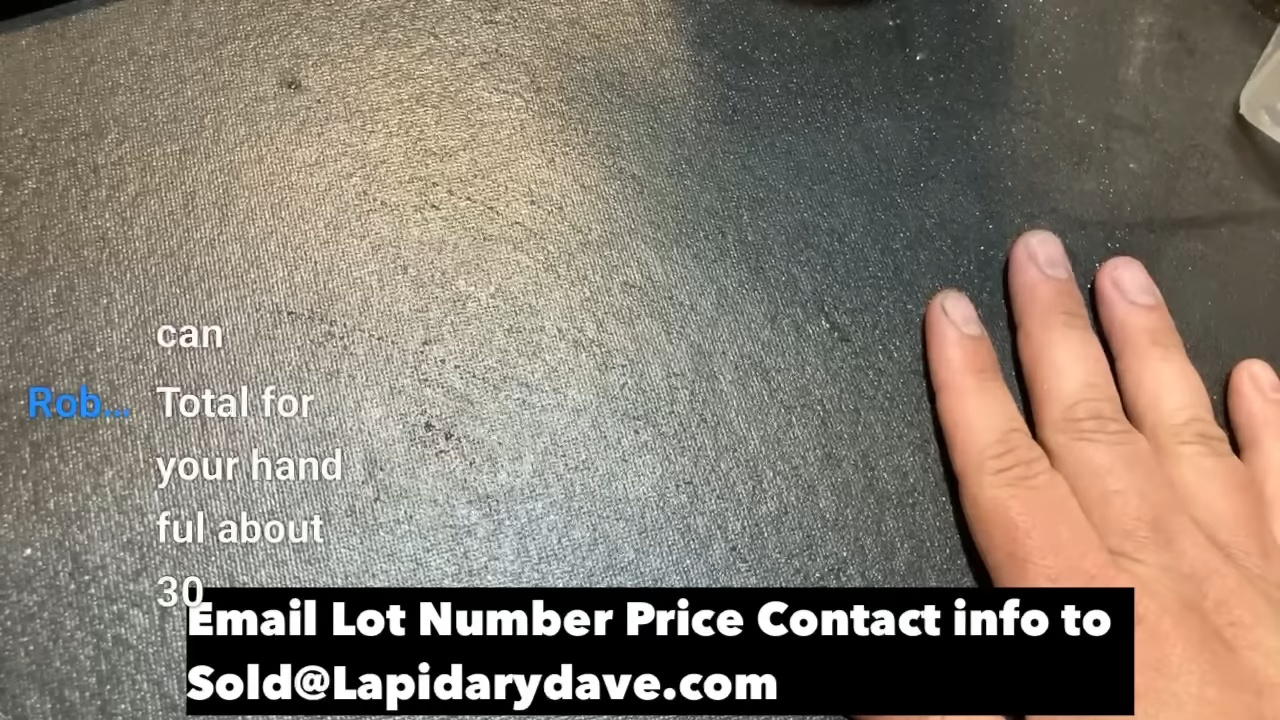 can
Rob... Total for
your hand
ful about
30
Email Lot Number Price Contact info to
Sold@Lapidarydave.com